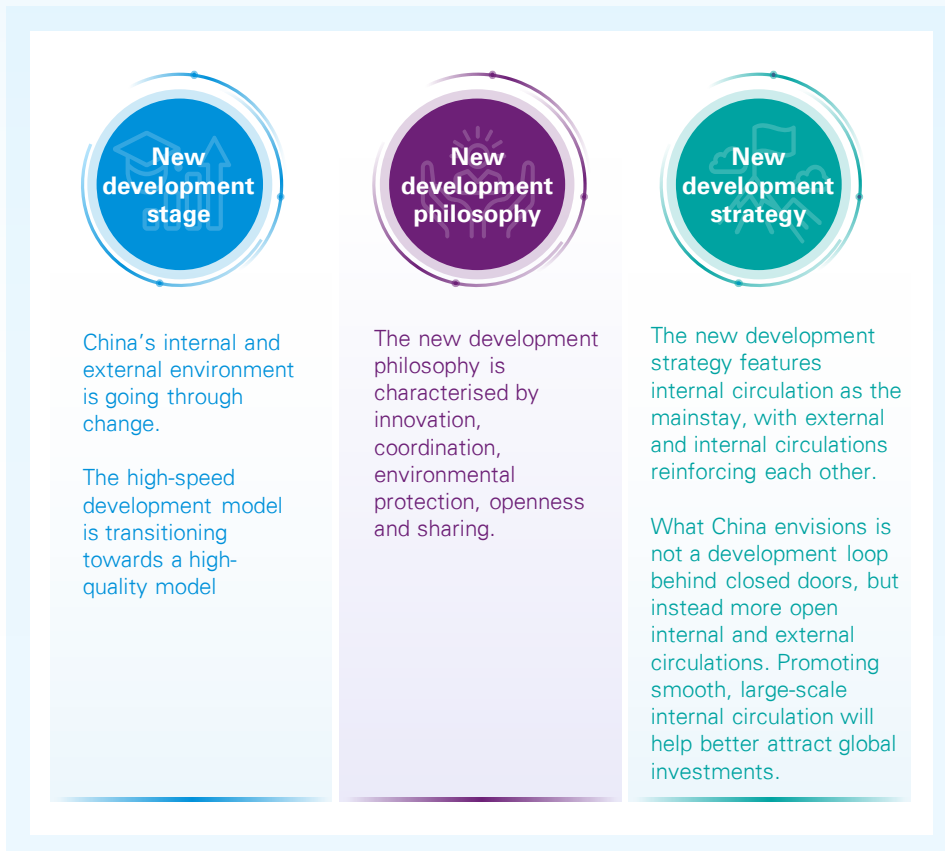 New
development
stage
China's internal and
external environment
is going through
change.
The high-speed
development model
is transitioning
towards a high-
quality model
New
development
philosophy
The new development
philosophy is
characterised by
innovation,
coordination,
environmental
protection, openness
and sharing.
New
development
strategy
The new development
strategy features
internal circulation as the
mainstay, with external
and internal circulations
reinforcing each other.
What China envisions is
not a development loop
behind closed doors, but
instead more open
internal and external
circulations. Promoting
smooth, large-scale
internal circulation will
help better attract global
investments.